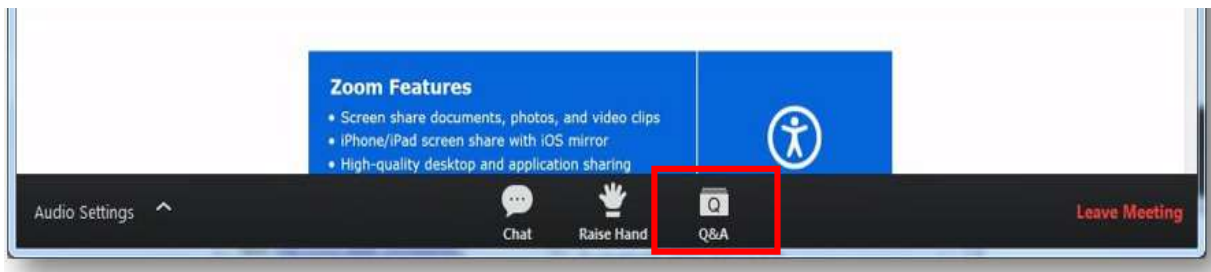 Zoom Features
• Screen share documents, photos, and video clips
• iPhone/iPad screen share with iOS mirror
• High-quality desktop and application sharing
Audio Settings
Chat
Raise Hand
Q
Q&A
Leave Meeting